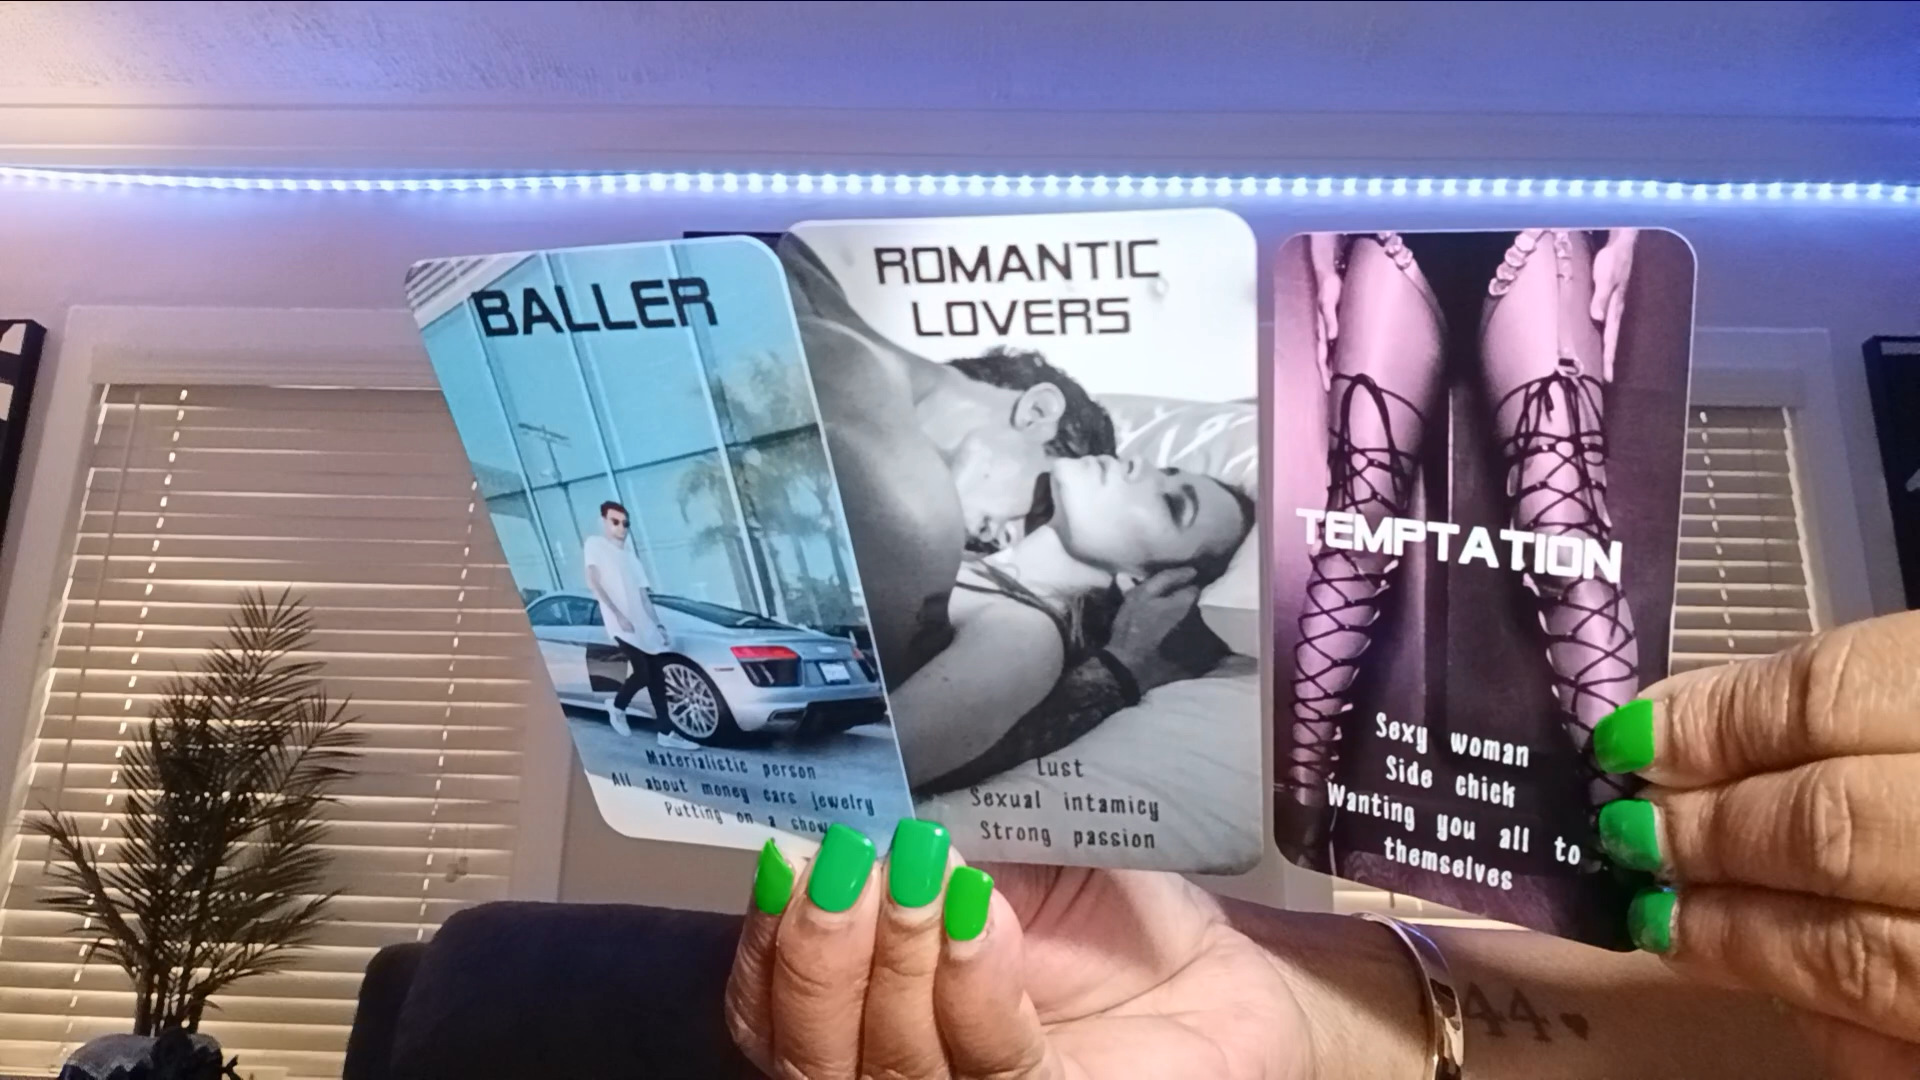 BALLER
Materialistic person
All about money cars jewelry
Putting on a show
ROMANTIC
LOVERS
Lust
Sexual intamicy
Strong passion
TEMPTATION
Sexy woman
Side chick
Wanting you all to
themselves
44